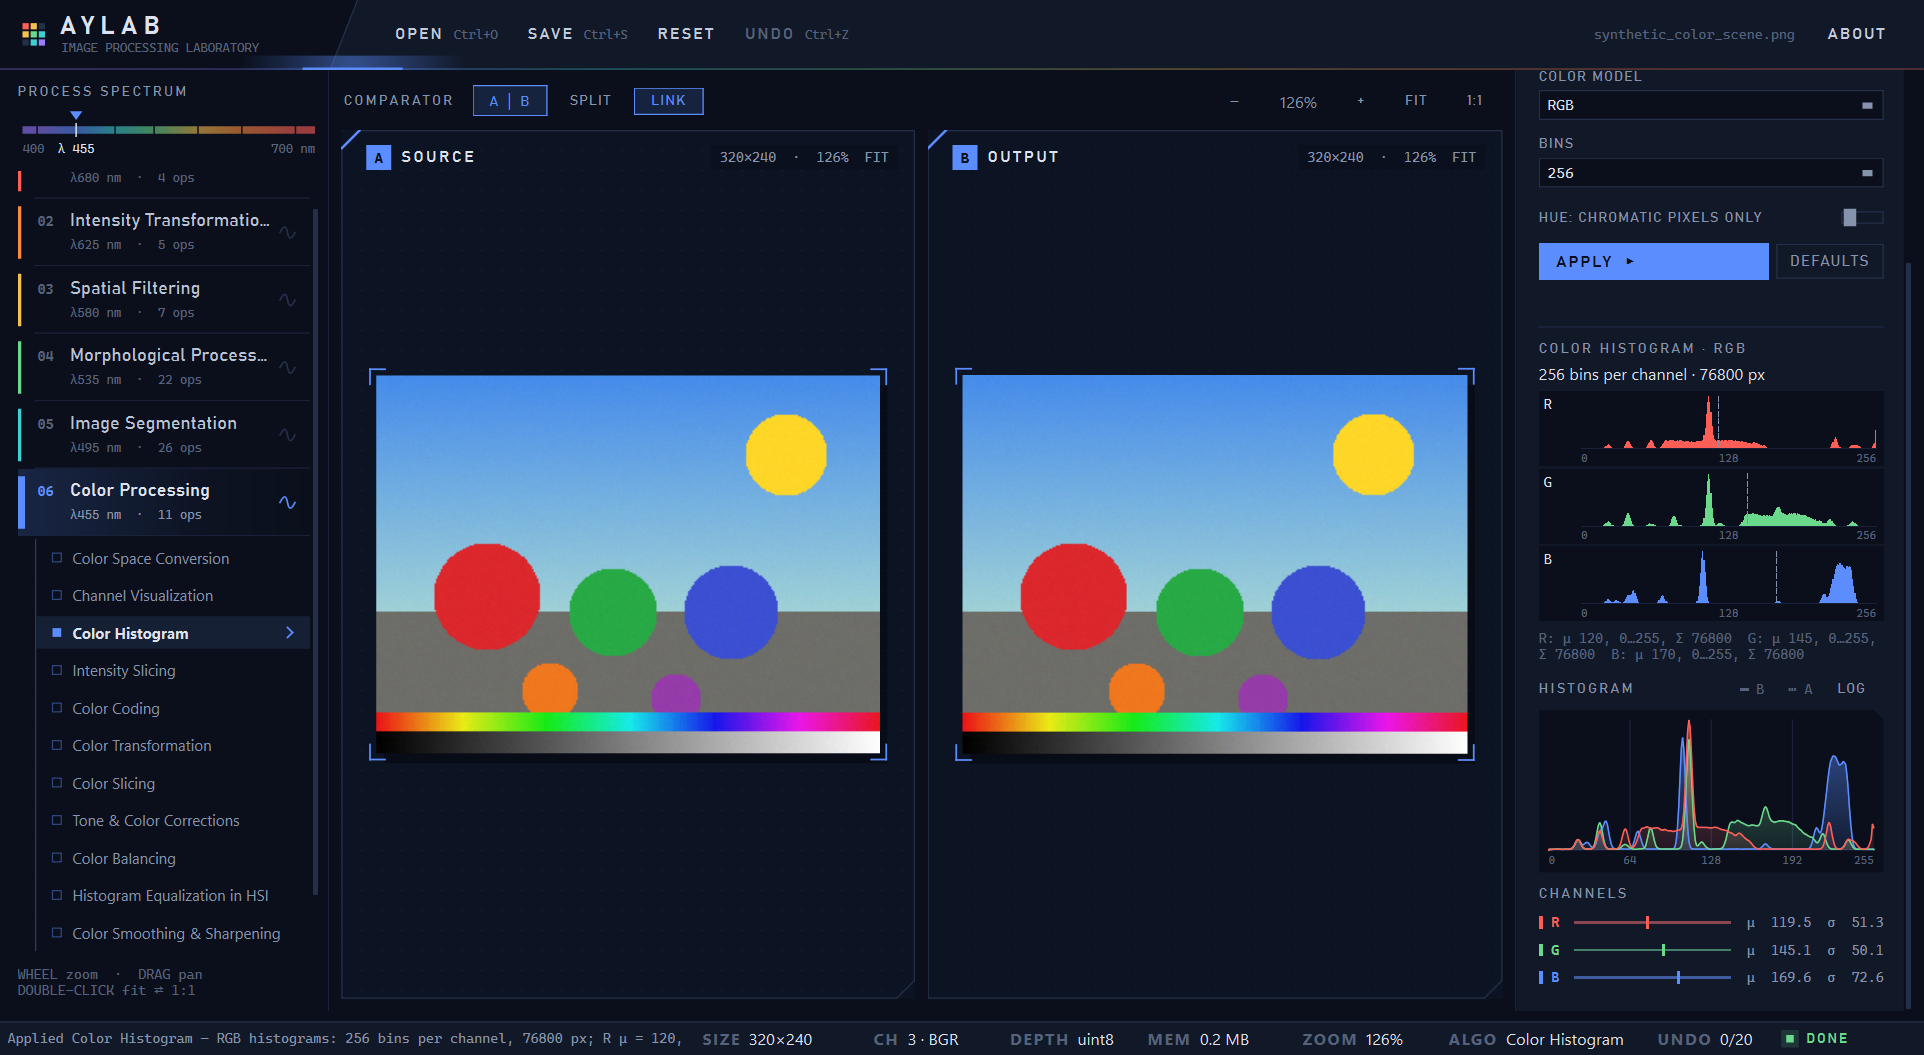 AYLAB
IMAGE PROCESSING LABORATORY
OPEN Ctrl+O SAVE Ctrl+S RESET UNDO Ctrl+Z
synthetic_color_scene.png ABOUT
PROCESS SPECTRUM
400 λ 455 700 nm
λ680 nm · 4 ops
02 Intensity Transformatio…
λ625 nm · 5 ops
03 Spatial Filtering
λ580 nm · 7 ops
04 Morphological Process…
λ535 nm · 22 ops
05 Image Segmentation
λ495 nm · 26 ops
06 Color Processing
λ455 nm · 11 ops
Color Space Conversion
Channel Visualization
Color Histogram
Intensity Slicing
Color Coding
Color Transformation
Color Slicing
Tone & Color Corrections
Color Balancing
Histogram Equalization in HSI
Color Smoothing & Sharpening
WHEEL zoom · DRAG pan
DOUBLE-CLICK fit ⇄ 1:1
COMPARATOR A | B SPLIT LINK
− 126% + FIT 1:1
A SOURCE 320×240 · 126% FIT
B OUTPUT 320×240 · 126% FIT
COLOR MODEL
RGB
BINS
256
HUE: CHROMATIC PIXELS ONLY
APPLY ▸ DEFAULTS
COLOR HISTOGRAM · RGB
256 bins per channel · 76800 px
R
0 128 256
G
0 128 256
B
0 128 256
R: μ 120, 0…255, Σ 76800 G: μ 145, 0…255,
Σ 76800 B: μ 170, 0…255, Σ 76800
HISTOGRAM B A LOG
0 64 128 192 255
CHANNELS
R μ 119.5 σ 51.3
G μ 145.1 σ 50.1
B μ 169.6 σ 72.6
Applied Color Histogram — RGB histograms: 256 bins per channel, 76800 px; R μ = 120, SIZE 320×240 CH 3 · BGR DEPTH uint8 MEM 0.2 MB ZOOM 126% ALGO Color Histogram UNDO 0/20 DONE